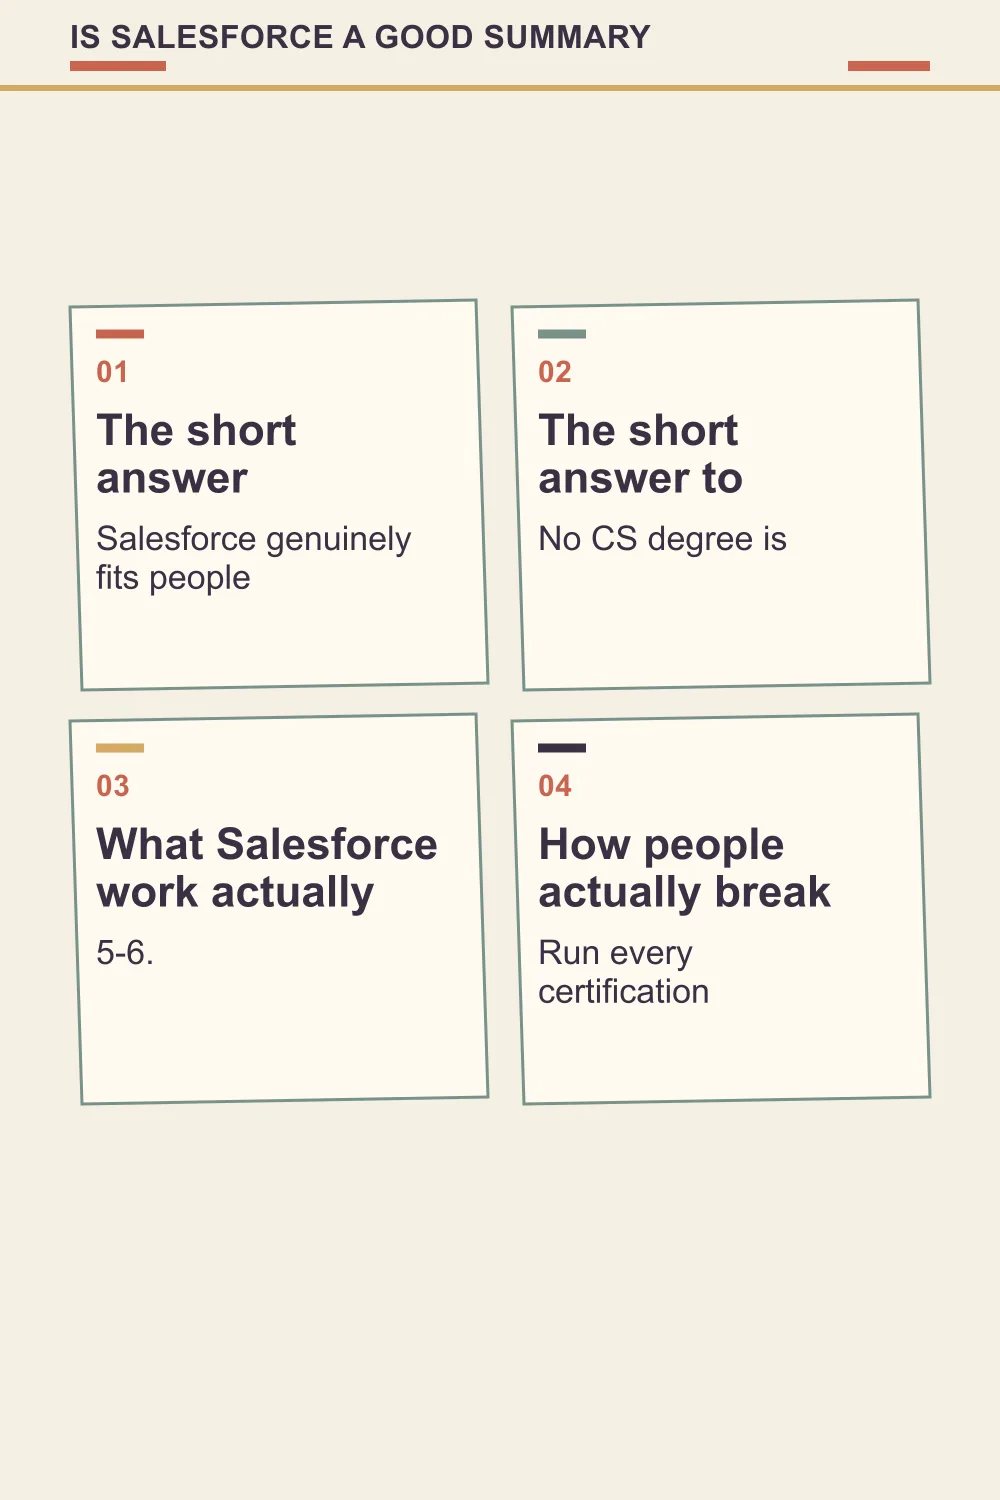 IS SALESFORCE A GOOD SUMMARY
01
The short
answer
Salesforce genuinely
fits people
02
The short
answer to
No CS degree is
03
What Salesforce
work actually
5-6.
04
How people
actually break
Run every
certification